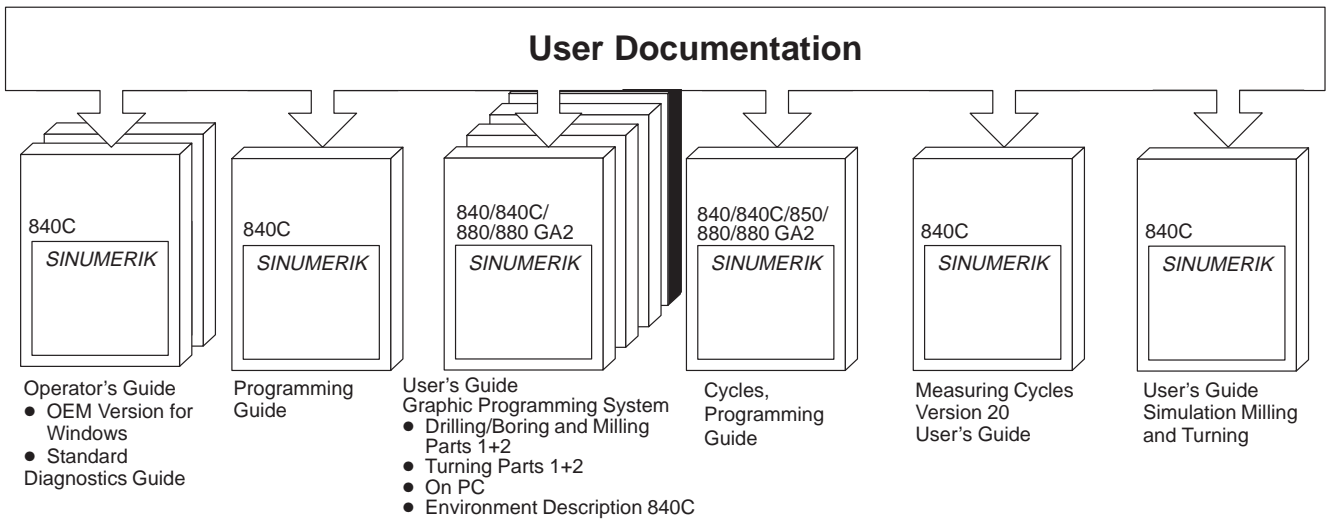 User Documentation
840C
SINUMERIK
Operator's Guide
● OEM Version for
Windows
● Standard
Diagnostics Guide
840C
SINUMERIK
Programming
Guide
840/840C/
880/880 GA2
SINUMERIK
User's Guide
Graphic Programming System
● Drilling/Boring and Milling
Parts 1+2
● Turning Parts 1+2
● On PC
● Environment Description 840C
840/840C/850/
880/880 GA2
SINUMERIK
Cycles,
Programming
Guide
840C
SINUMERIK
Measuring Cycles
Version 20
User's Guide
840C
SINUMERIK
User's Guide
Simulation Milling
and Turning